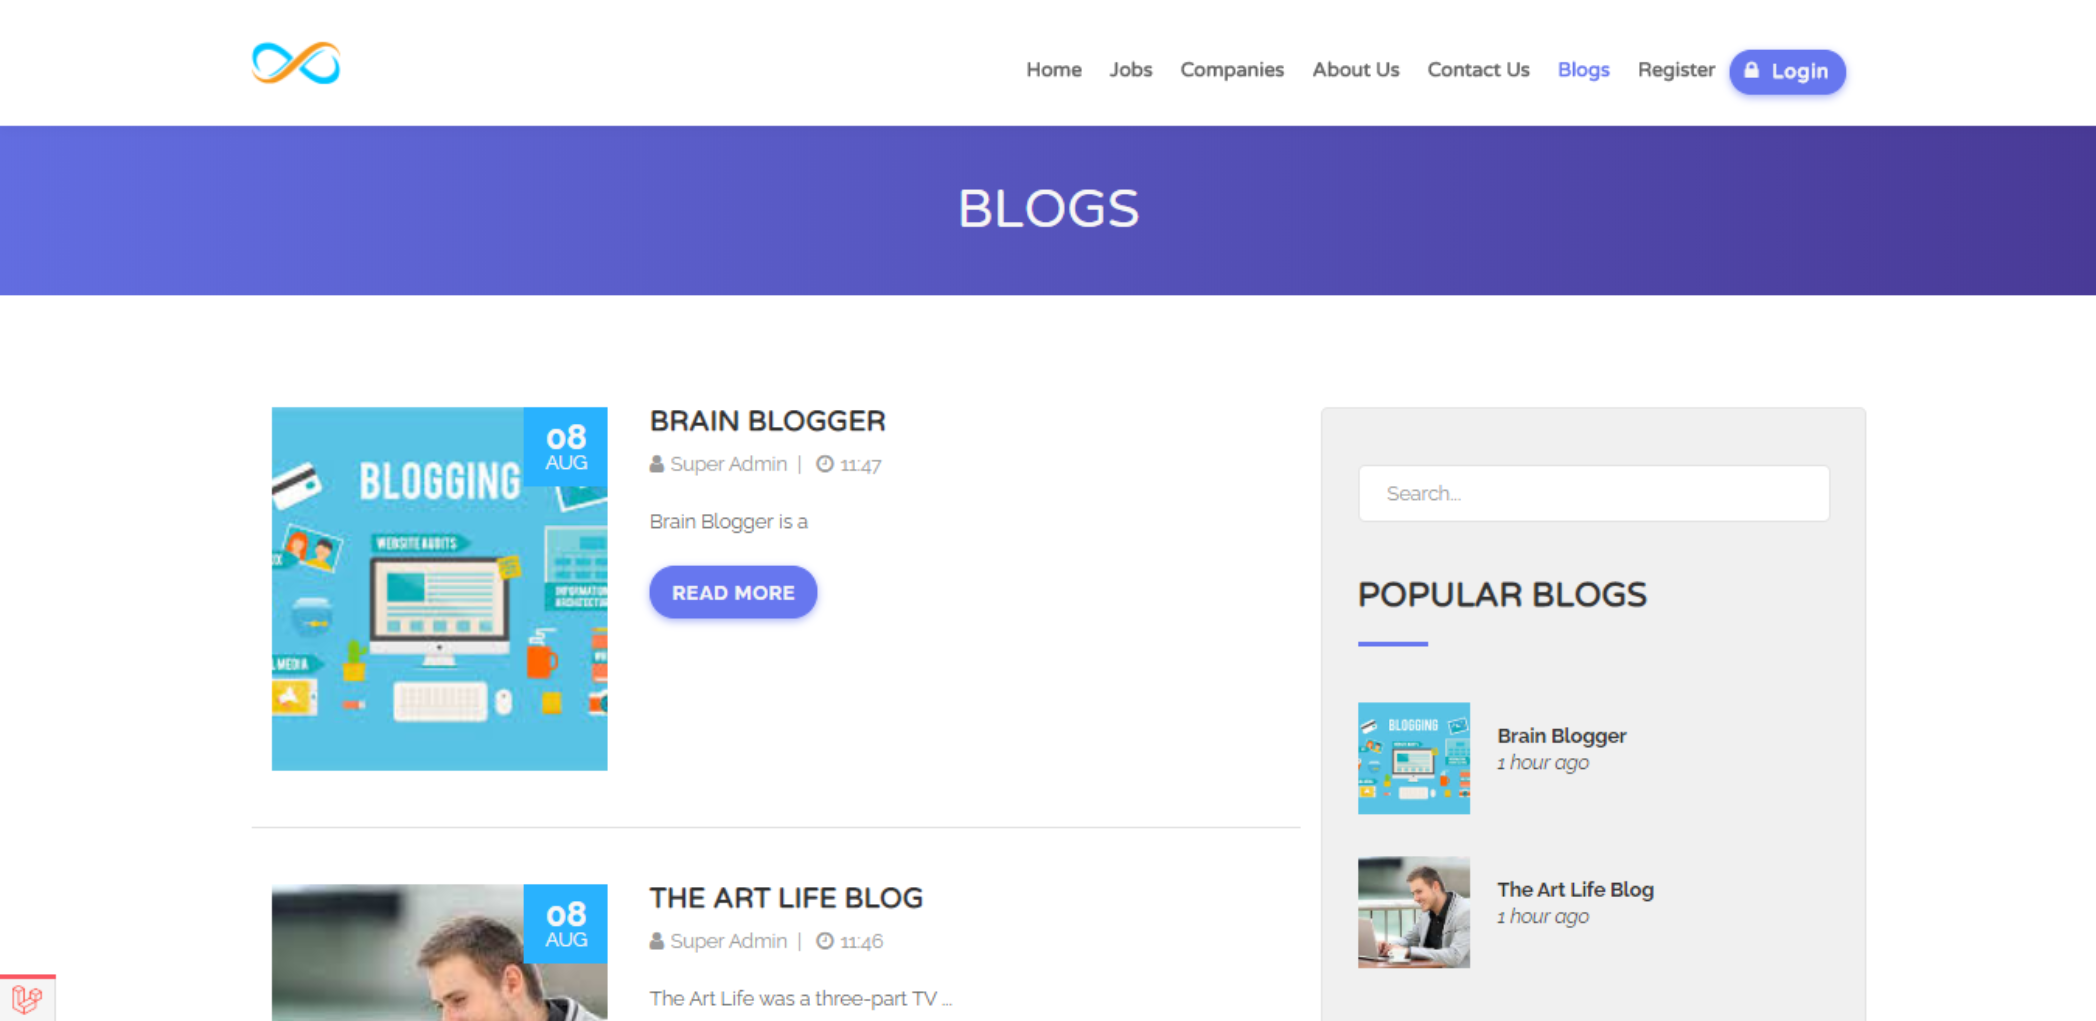 Home Jobs Companies About Us Contact Us Blogs Register Login
BLOGS
BLOGGING
WEBSITE AUDITS
08
AUG
BRAIN BLOGGER
Super Admin | 11:47
Brain Blogger is a
READ MORE
Search...
POPULAR BLOGS
BLOGGING
Brain Blogger
1 hour ago
The Art Life Blog
1 hour ago
08
AUG
THE ART LIFE BLOG
Super Admin | 11:46
The Art Life was a three-part TV ...